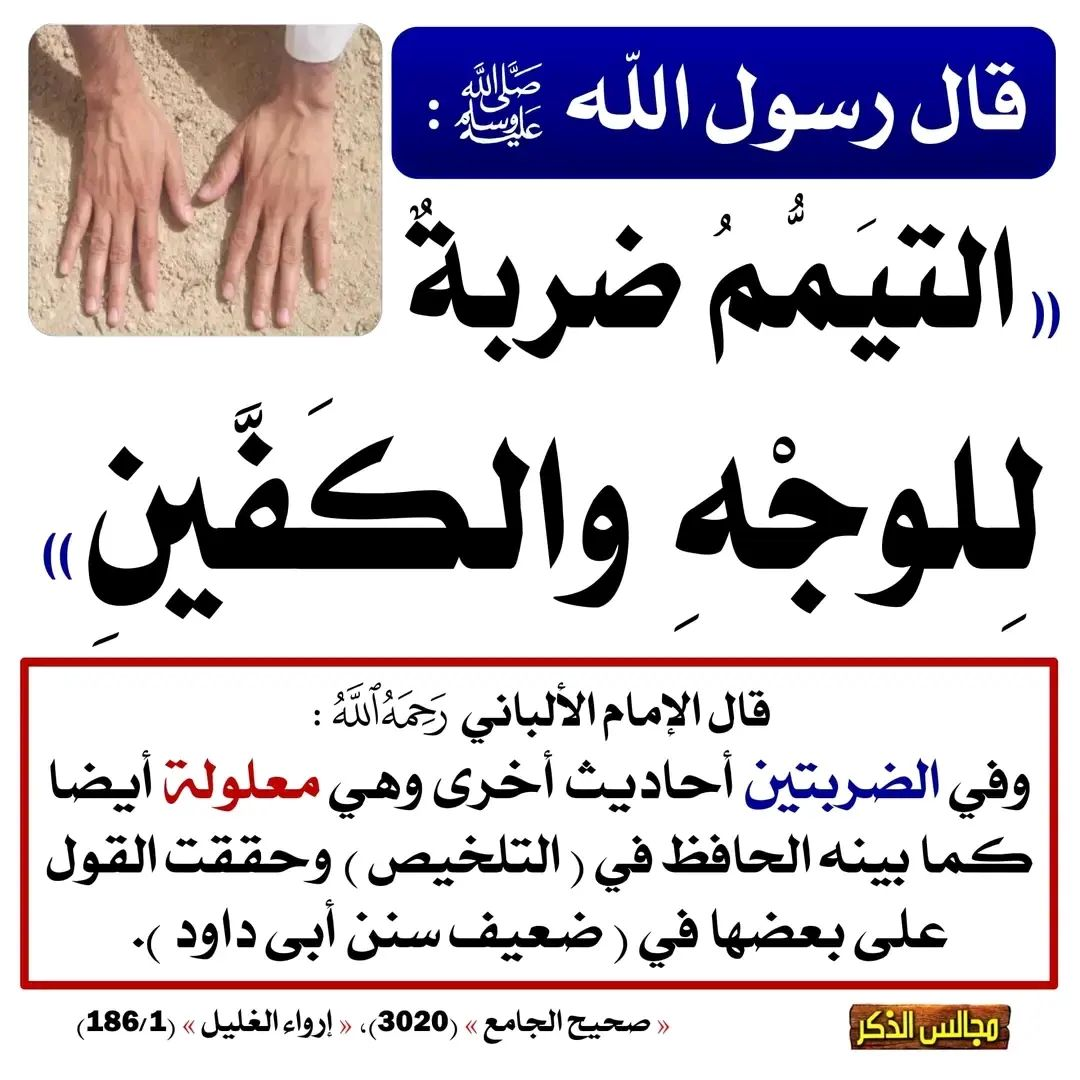 قال رسول الله ﷺ :
(( التيَمُّمُ ضربةٌ
لِلوجْهِ والكَفَّينِ ))
قال الإمام الألباني رَحِمَهُ ٱللَّهُ :
وفي الضربتين أحاديث أخرى وهي معلولة أيضا
كما بينه الحافظ في ( التلخيص ) وحققت القول
على بعضها في ( ضعيف سنن أبى داود ).
« صحيح الجامع » (3020)، « إرواء الغليل » (186/1)
مجالس الذكر